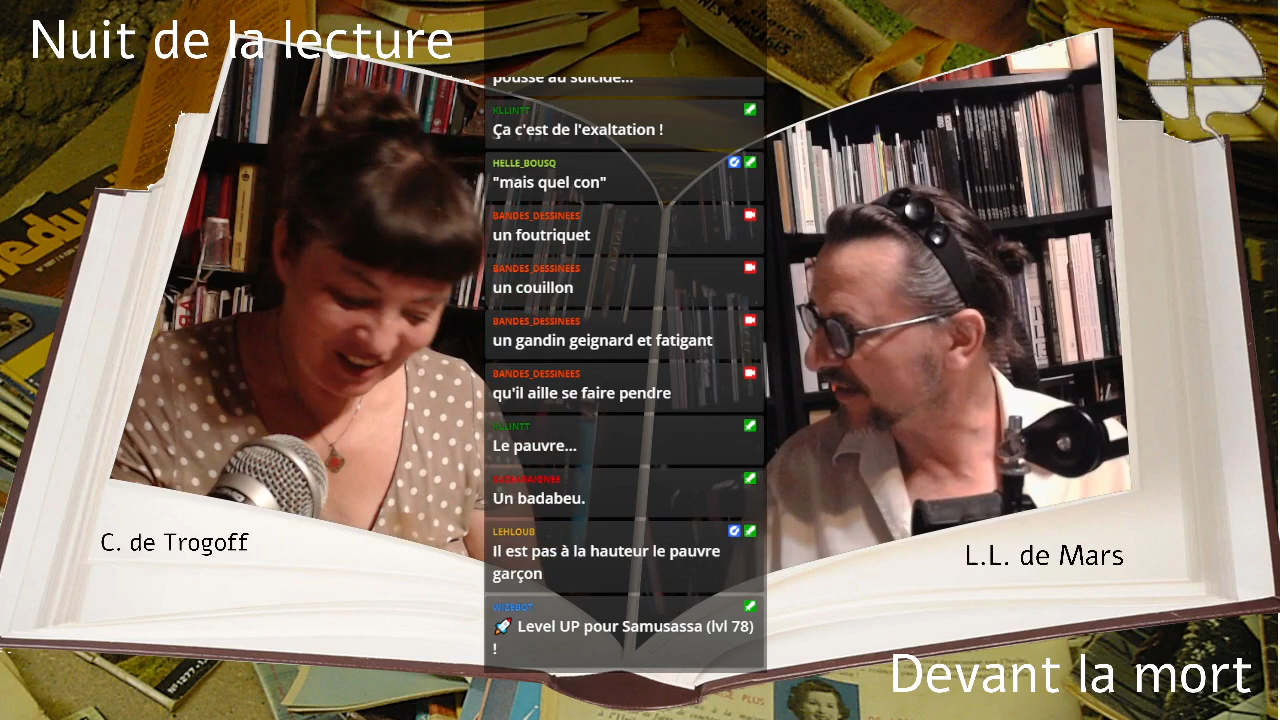 Nuit de la lecture
pousse au suicide...
KLLINTT
Ça c'est de l'exaltation !
HELLE_BOUSQ
"mais quel con"
BANDES_DESSINEES
un foutriquet
BANDES_DESSINEES
un couillon
BANDES_DESSINEES
un gandin geignard et fatigant
BANDES_DESSINEES
qu'il aille se faire pendre
KLLINTT
Le pauvre...
Un badabeu.
LEHLOUB
Il est pas à la hauteur le pauvre
garçon
WIZEBOT
🚀 Level UP pour Samusassa (lvl 78)
!
C. de Trogoff
L.L. de Mars
Devant la mort